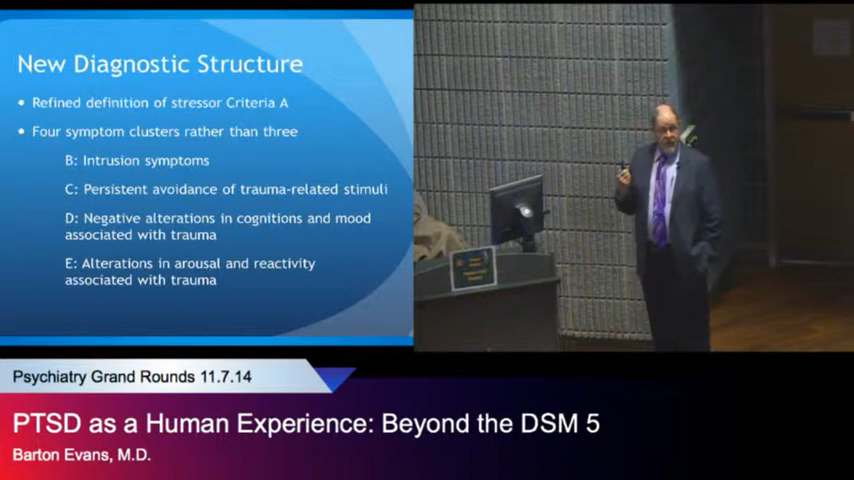 New Diagnostic Structure
• Refined definition of stressor Criteria A
• Four symptom clusters rather than three
B: Intrusion symptoms
C: Persistent avoidance of trauma-related stimuli
D: Negative alterations in cognitions and mood
associated with trauma
E: Alterations in arousal and reactivity
associated with trauma
Psychiatry Grand Rounds 11.7.14
PTSD as a Human Experience: Beyond the DSM 5
Barton Evans, M.D.